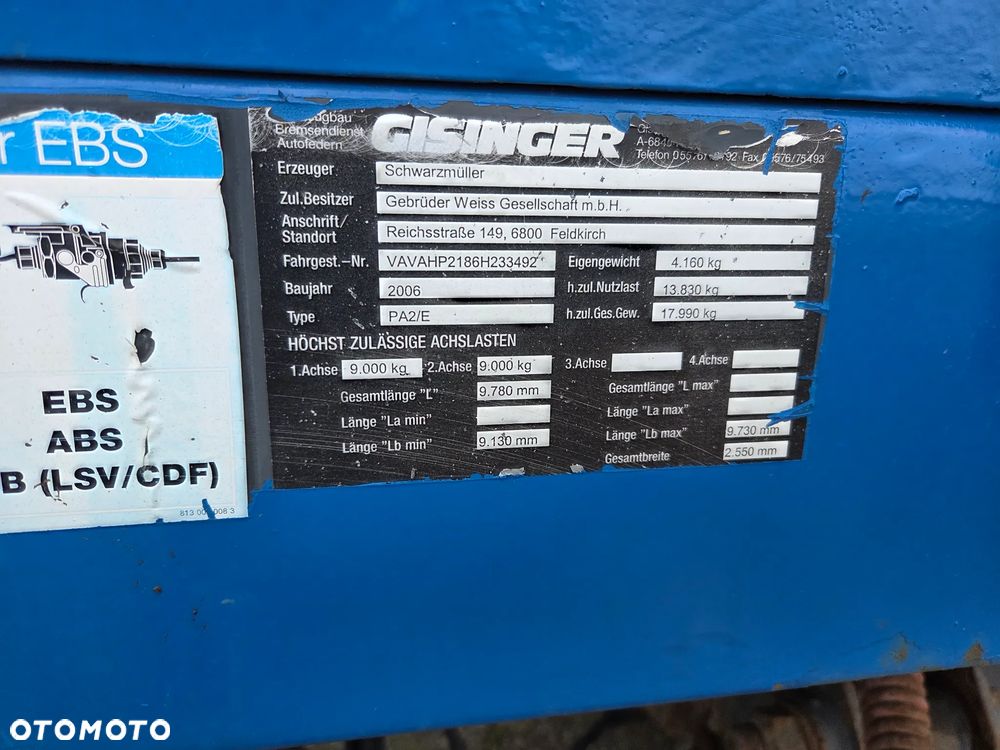 EBS
EBS
ABS
B (LSV/CDF)
813 00 008 3
Bremsendienst
Autofedern
GISINGER
Erzeuger Schwarzmüller
Zul.Besitzer Gebrüder Weiss Gesellschaft m.b.H.
Anschrift/
Standort Reichsstraße 149, 6800 Feldkirch
Fahrgest.-Nr. VAVAHP2186H233492 Eigengewicht 4.160 kg
Baujahr 2006 h.zul.Nutzlast 13.830 kg
Type PA2/E h.zul.Ges.Gew. 17.990 kg
HÖCHST ZULÄSSIGE ACHSLASTEN
1.Achse 9.000 kg 2.Achse 9.000 kg 3.Achse 4.Achse
Gesamtlänge "L" 9.780 mm Gesamtlänge "L max"
Länge "La min" Länge "La max"
Länge "Lb min" 9.130 mm Länge "Lb max" 9.730 mm
Gesamtbreite 2.550 mm
OTOMOTO